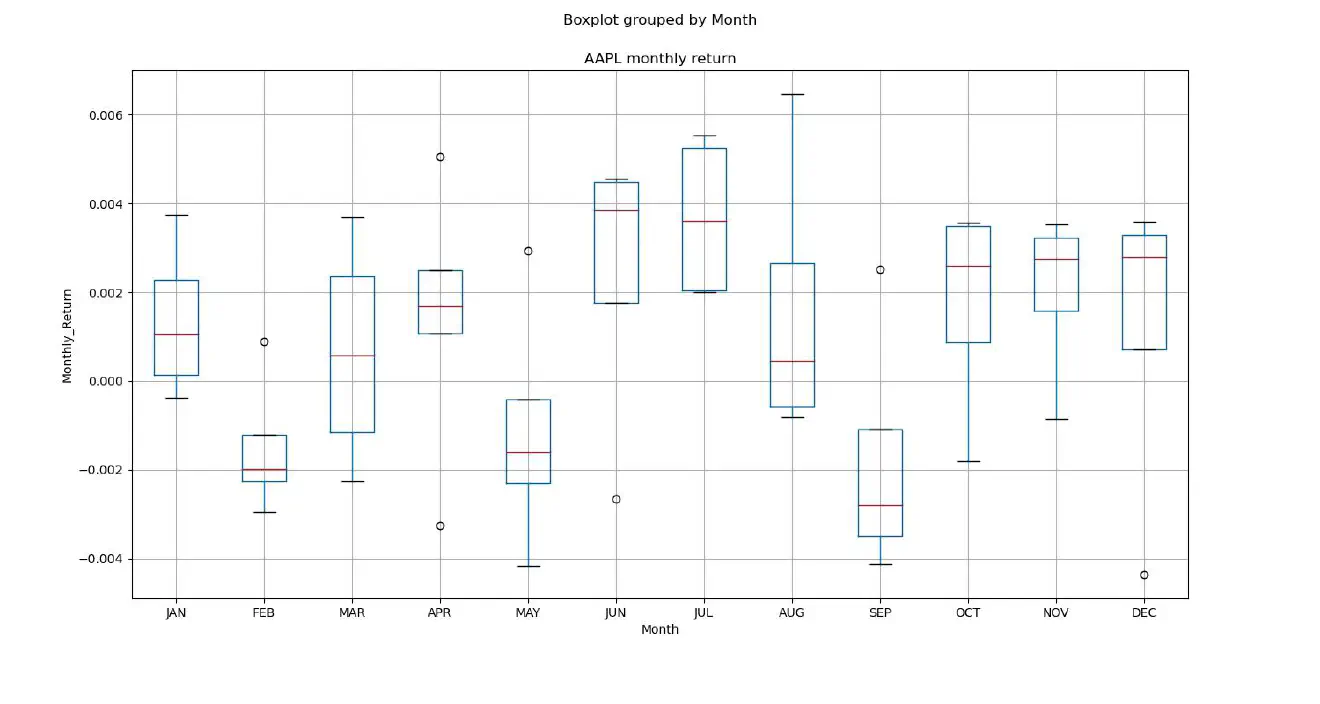 Boxplot grouped by Month
AAPL monthly return
0.006
0.004
0.002
0.000
−0.002
−0.004
Monthly_Return
JAN FEB MAR APR MAY JUN JUL AUG SEP OCT NOV DEC
Month